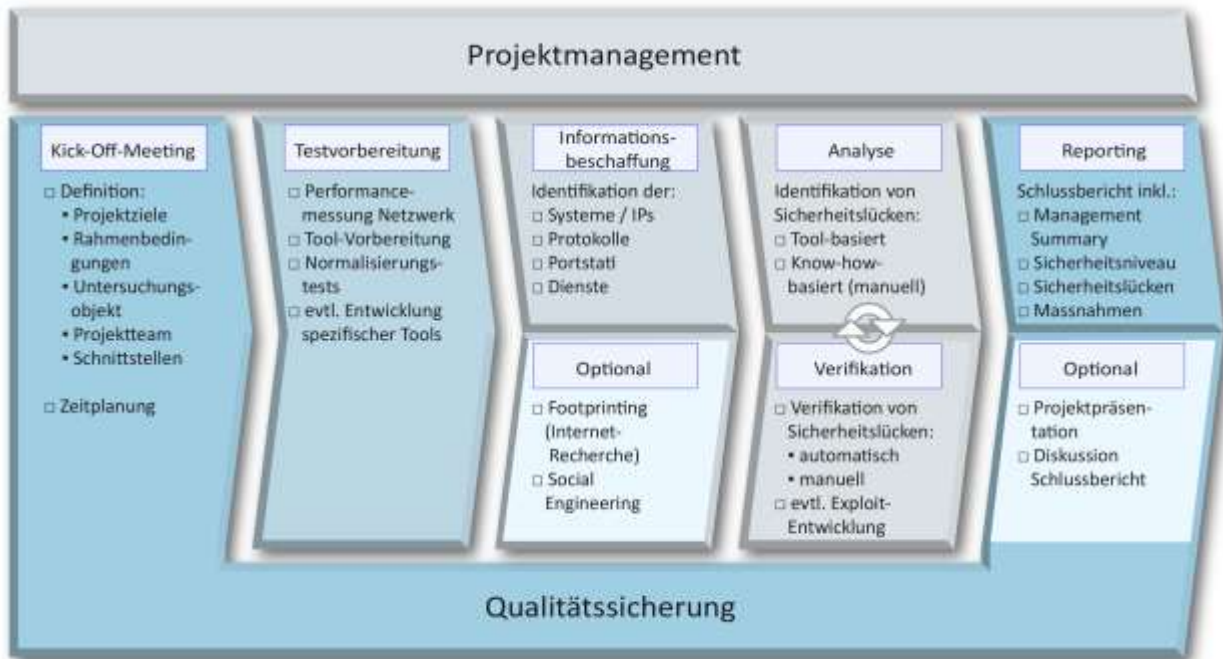 Projektmanagement
Kick-Off-Meeting
□ Definition:
• Projektziele
• Rahmenbedin-
gungen
• Untersuchungs-
objekt
• Projektteam
• Schnittstellen
□ Zeitplanung
Testvorbereitung
□ Performance-
messung Netzwerk
□ Tool-Vorbereitung
□ Normalisierungs-
tests
□ evtl. Entwicklung
spezifischer Tools
Informations-
beschaffung
Identifikation der:
□ Systeme / IPs
□ Protokolle
□ Portstati
□ Dienste
Optional
□ Footprinting
(Internet-
Recherche)
□ Social
Engineering
Analyse
Identifikation von
Sicherheitslücken:
□ Tool-basiert
□ Know-how-
basiert (manuell)
Verifikation
□ Verifikation von
Sicherheitslücken:
• automatisch
• manuell
□ evtl. Exploit-
Entwicklung
Reporting
Schlussbericht inkl.:
□ Management
Summary
□ Sicherheitsniveau
□ Sicherheitslücken
□ Massnahmen
Optional
□ Projektpräsen-
tation
□ Diskussion
Schlussbericht
Qualitätssicherung